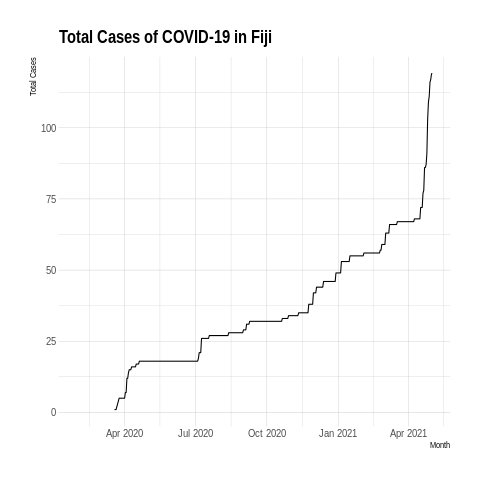 Total Cases of COVID-19 in Fiji
Total Cases
100
75
50
25
0
Apr 2020 Jul 2020 Oct 2020 Jan 2021 Apr 2021
Month